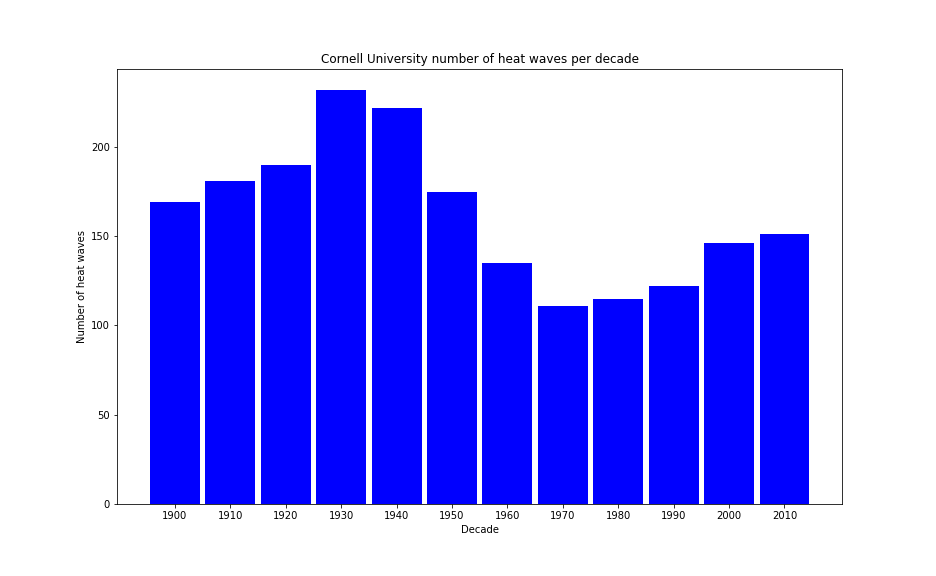 Cornell University number of heat waves per decade
Number of heat waves
200
150
100
50
0
1900 1910 1920 1930 1940 1950 1960 1970 1980 1990 2000 2010
Decade